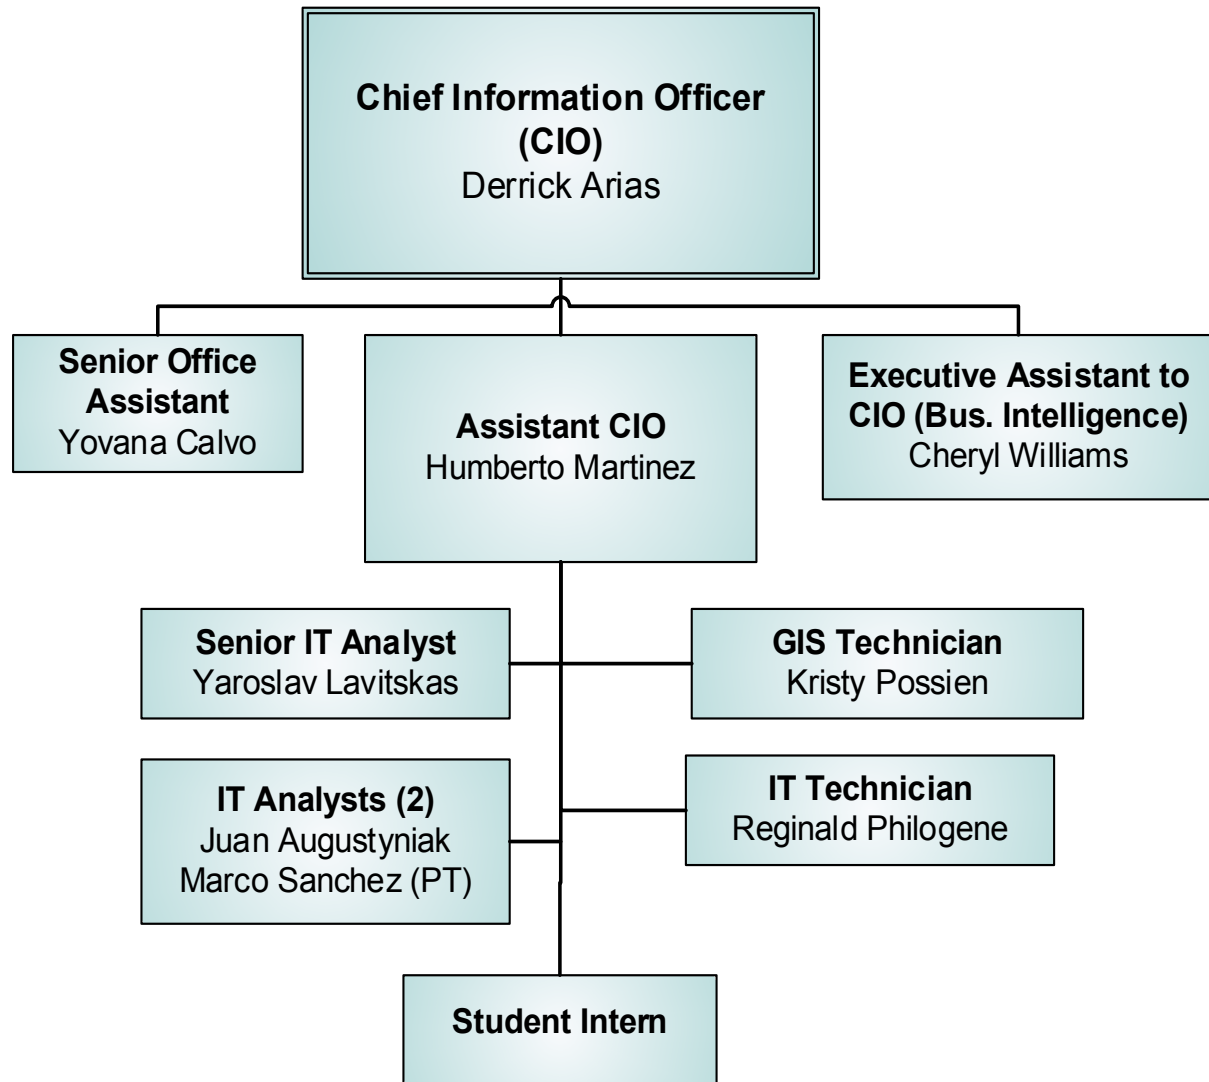 Chief Information Officer
(CIO)
Derrick Arias
Senior Office
Assistant
Yovana Calvo
Assistant CIO
Humberto Martinez
Executive Assistant to
CIO (Bus. Intelligence)
Cheryl Williams
Senior IT Analyst
Yaroslav Lavitskas
GIS Technician
Kristy Possien
IT Analysts (2)
Juan Augustyniak
Marco Sanchez (PT)
IT Technician
Reginald Philogene
Student Intern